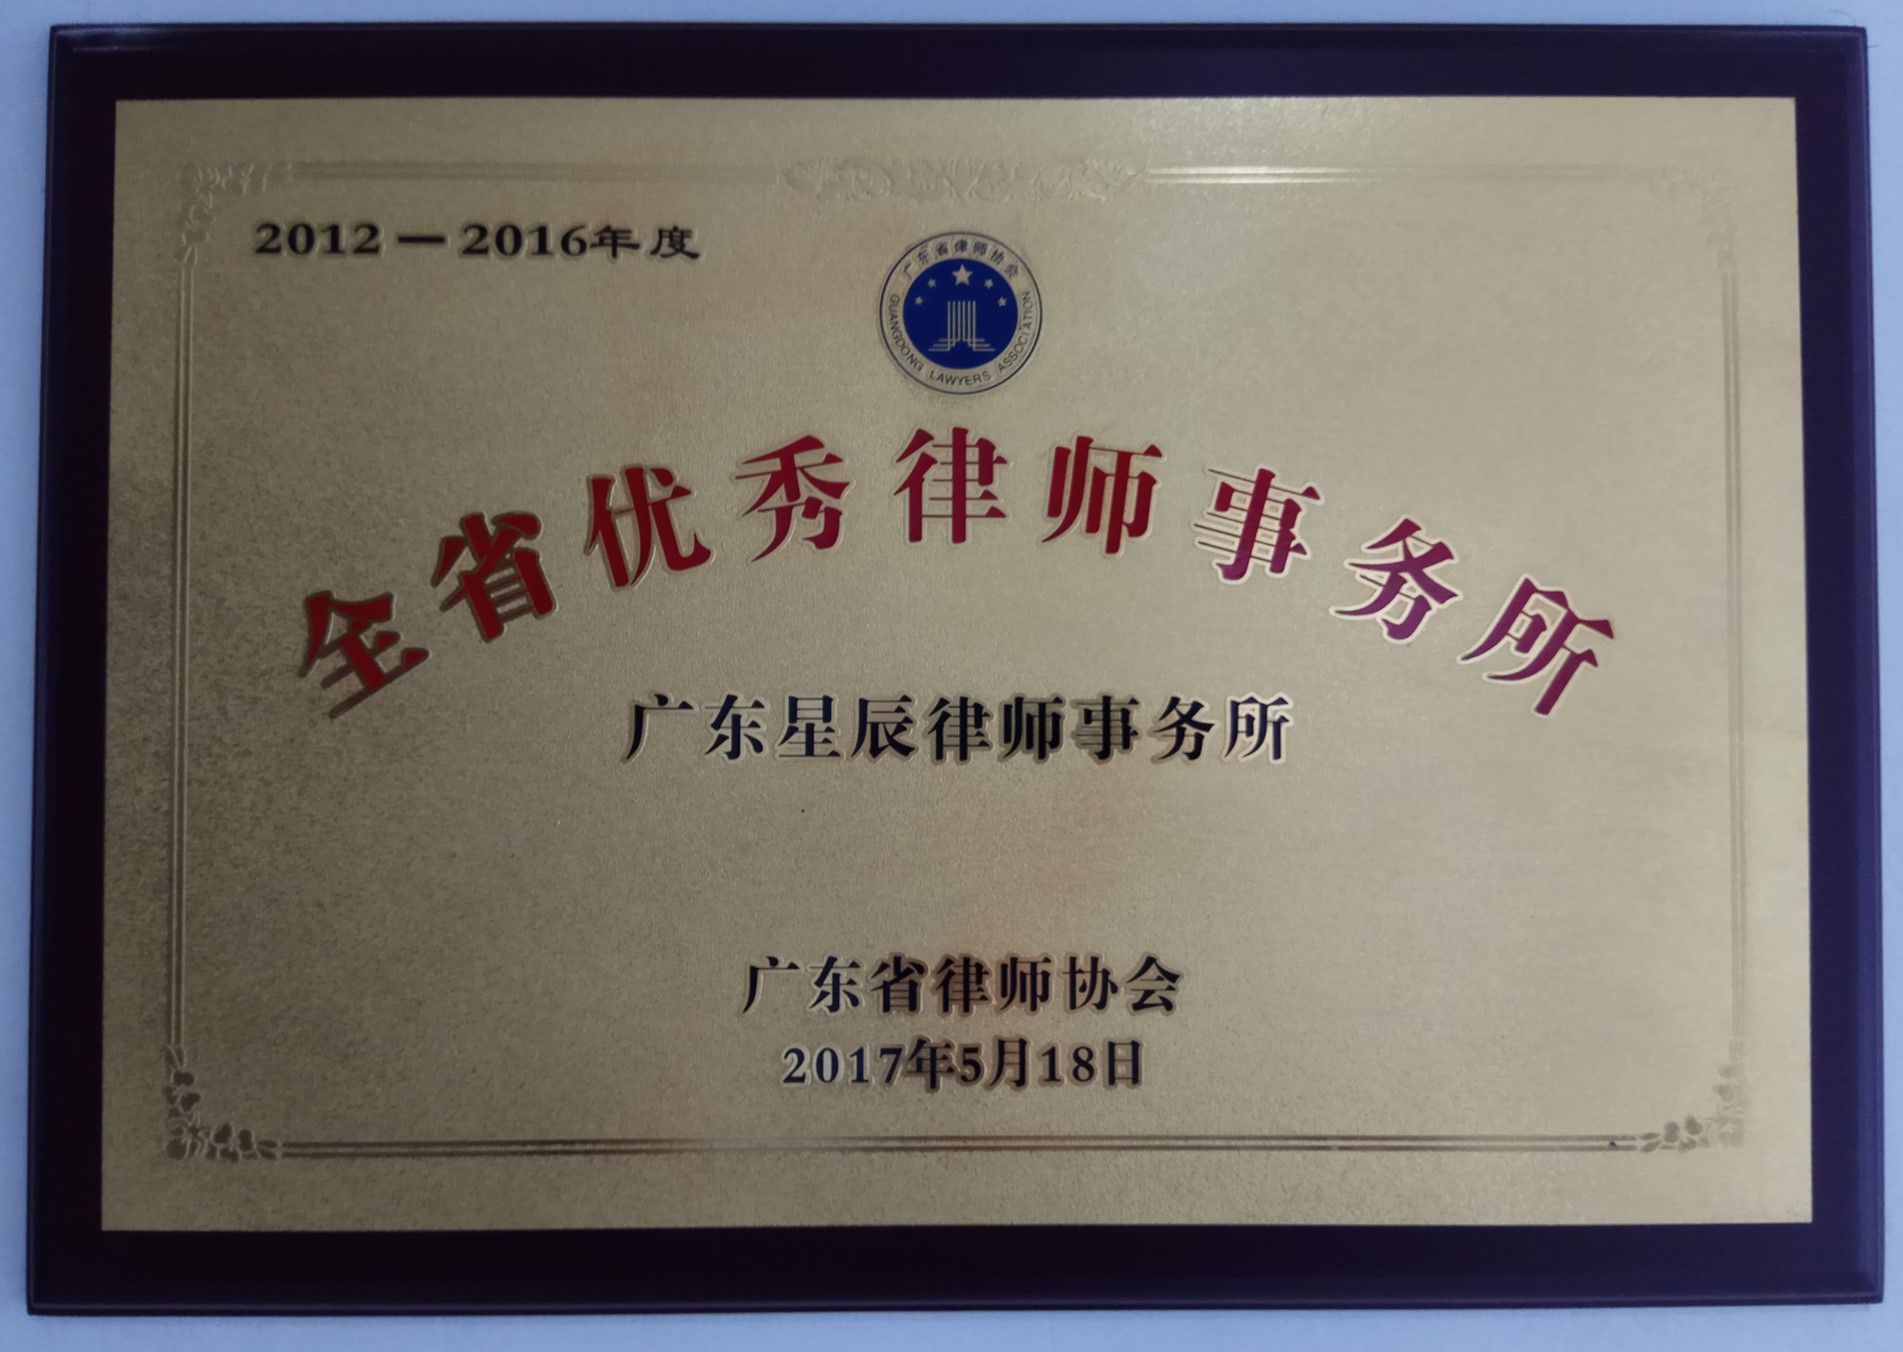 2012—2016年度
广东省律师协会
GUANGDONG LAWYERS ASSOCIATION
全省优秀律师事务所
广东星辰律师事务所
广东省律师协会
2017年5月18日